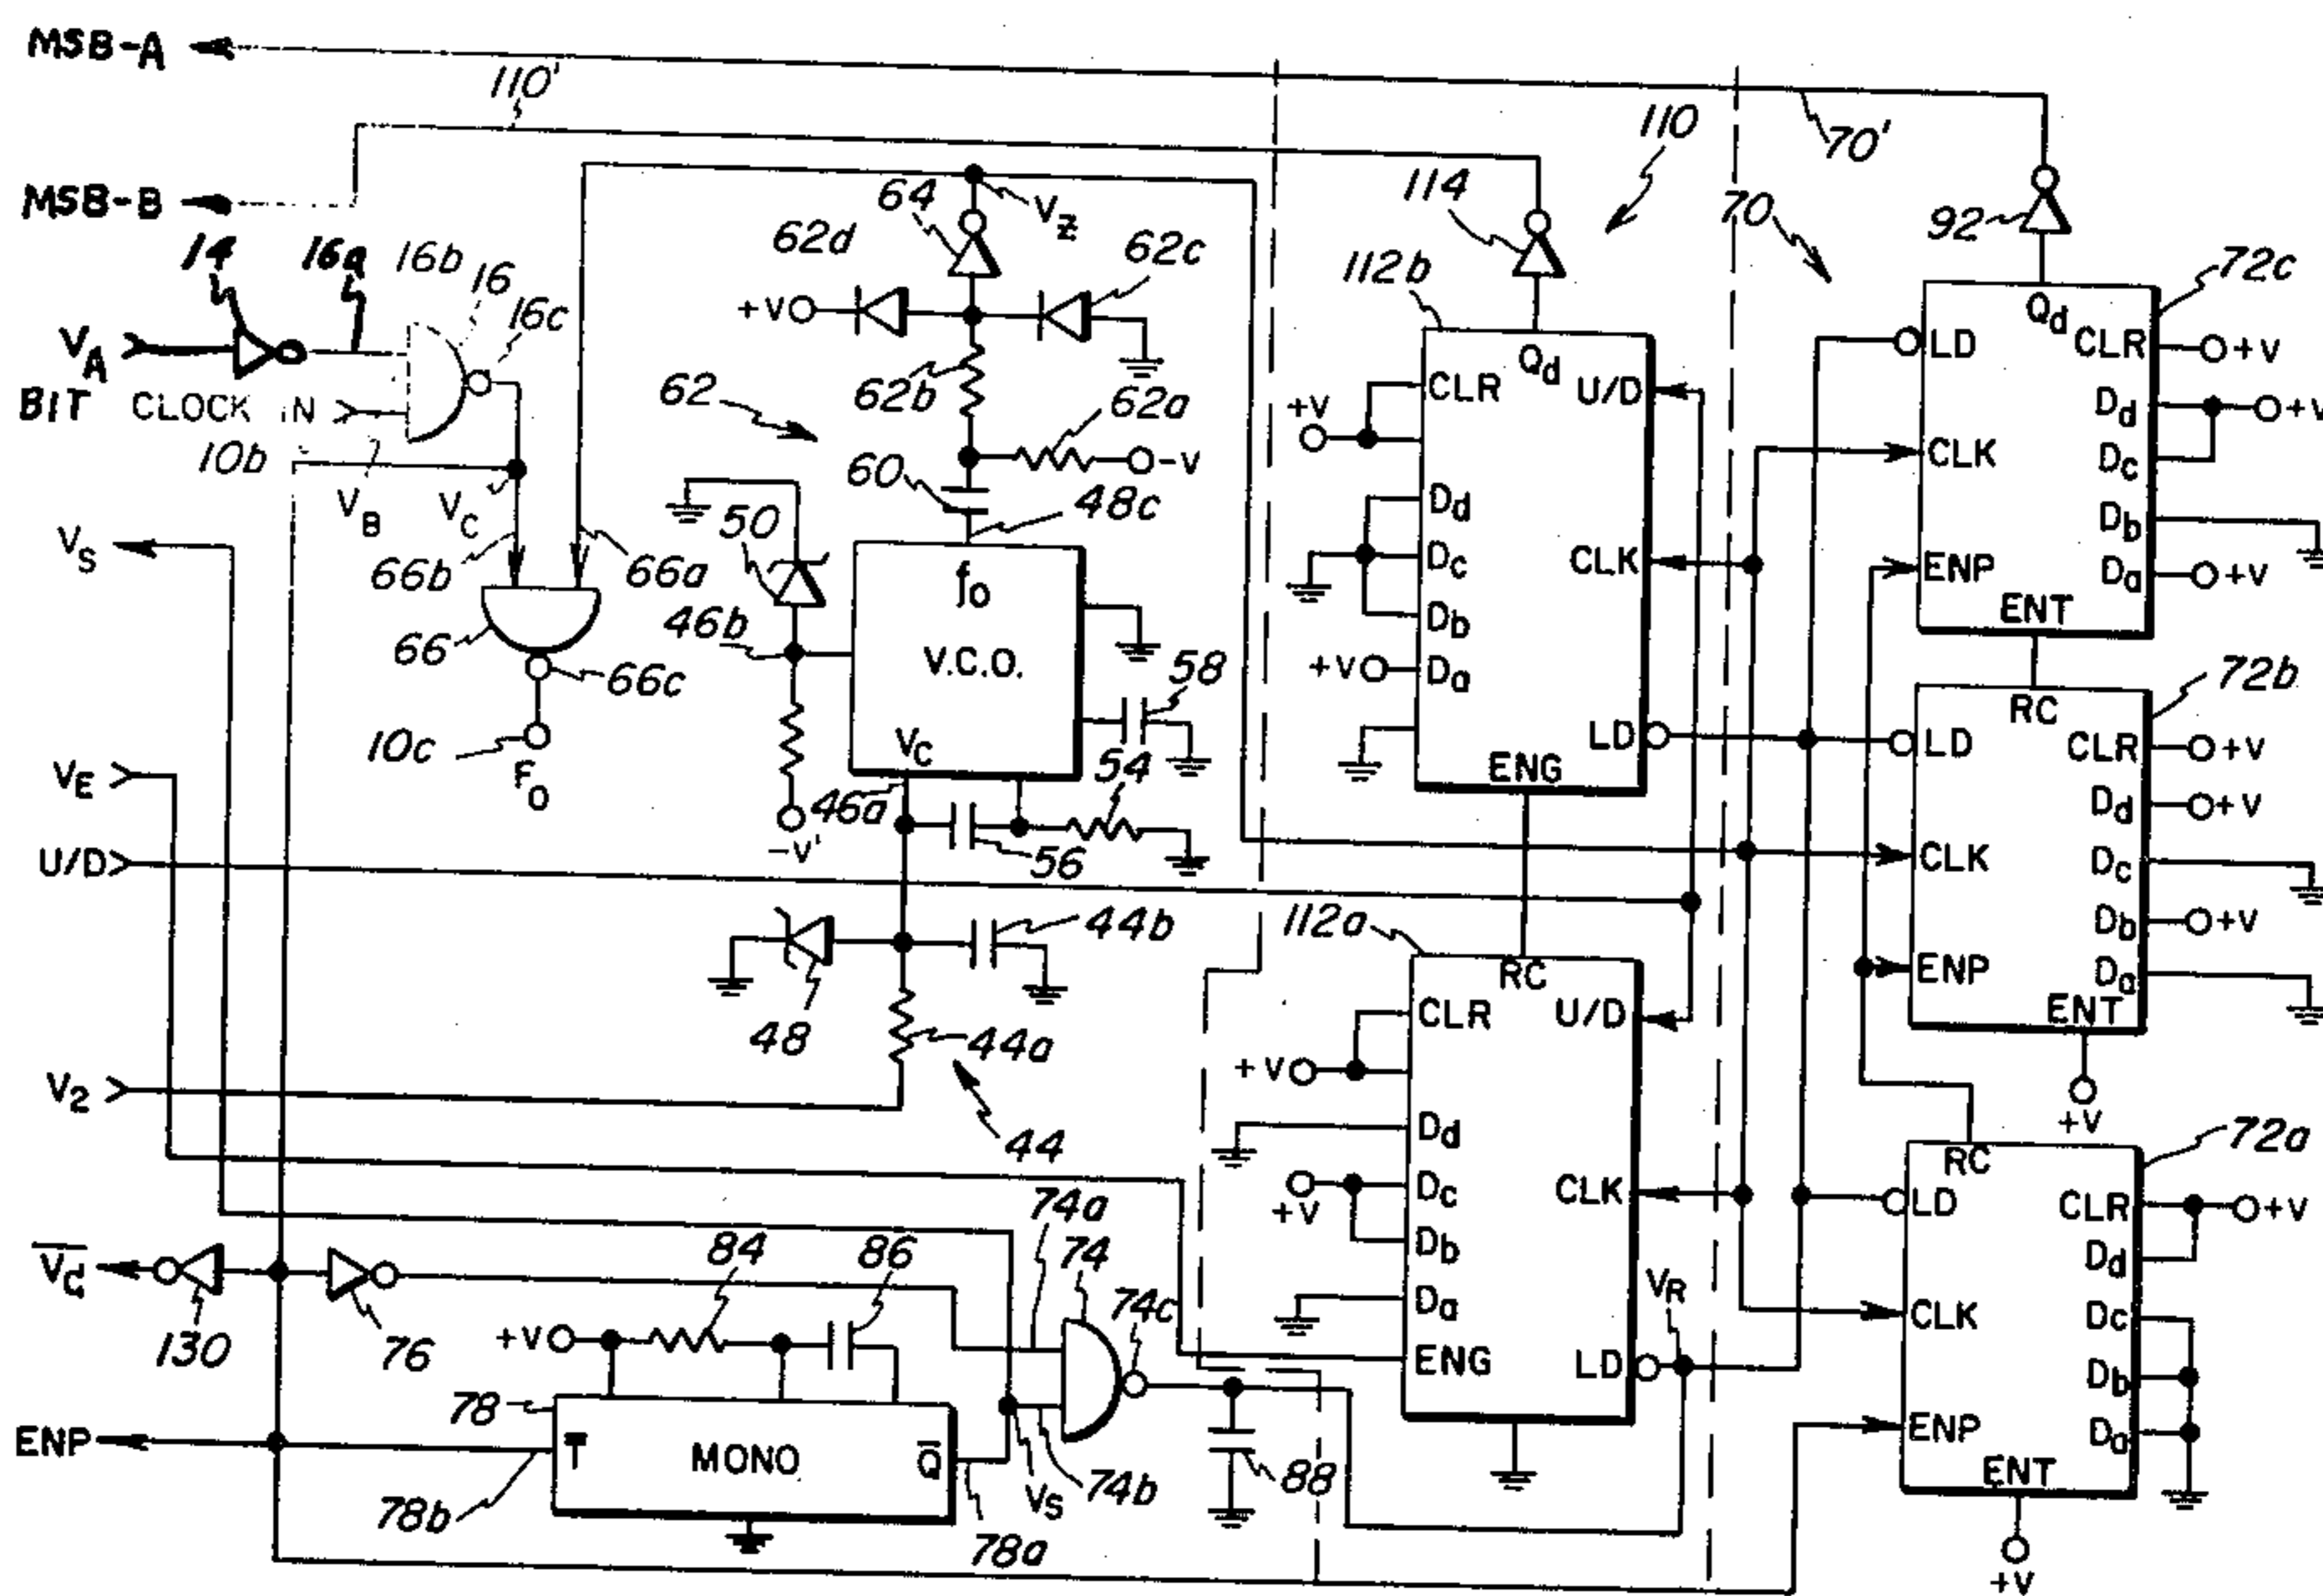 MSB-A
110'
70'
110
MSB-B
64
VZ
114
70
92
14
16a
16b
16
16c
62d
62c
112b
72c
VA
+V
Qd
Qd
LD
CLR
+V
BIT CLOCK IN
62
62b
62a
+V
CLR
U/D
Dd
+V
10b
VB
VC
60
48c
-V
CLK
Dc
VS
50
Dd
Db
66b
66a
fo
Dc
CLK
ENP
Da
+V
46b
Db
ENT
66
66c
V.C.O.
58
+V
Da
72b
RC
10c
VC
LD
LD
CLR
+V
Fo
54
ENG
VE
46a
Dd
+V
-V'
56
U/D
CLK
Dc
112a
44b
Db
+V
RC
ENP
Da
48
44a
CLR
U/D
ENT
V2
+V
+V
44
Dd
72a
RC
74a
Dc
CLK
LD
CLR
+V
84
86
74
+V
Db
Dd
V̅C̅
74c
VR
Da
CLK
Dc
130
76
+V
ENG
LD
Db
78
ENP
ENP
T
MONO
Q̅
Da
88
ENT
78b
78a
VS
74b
+V